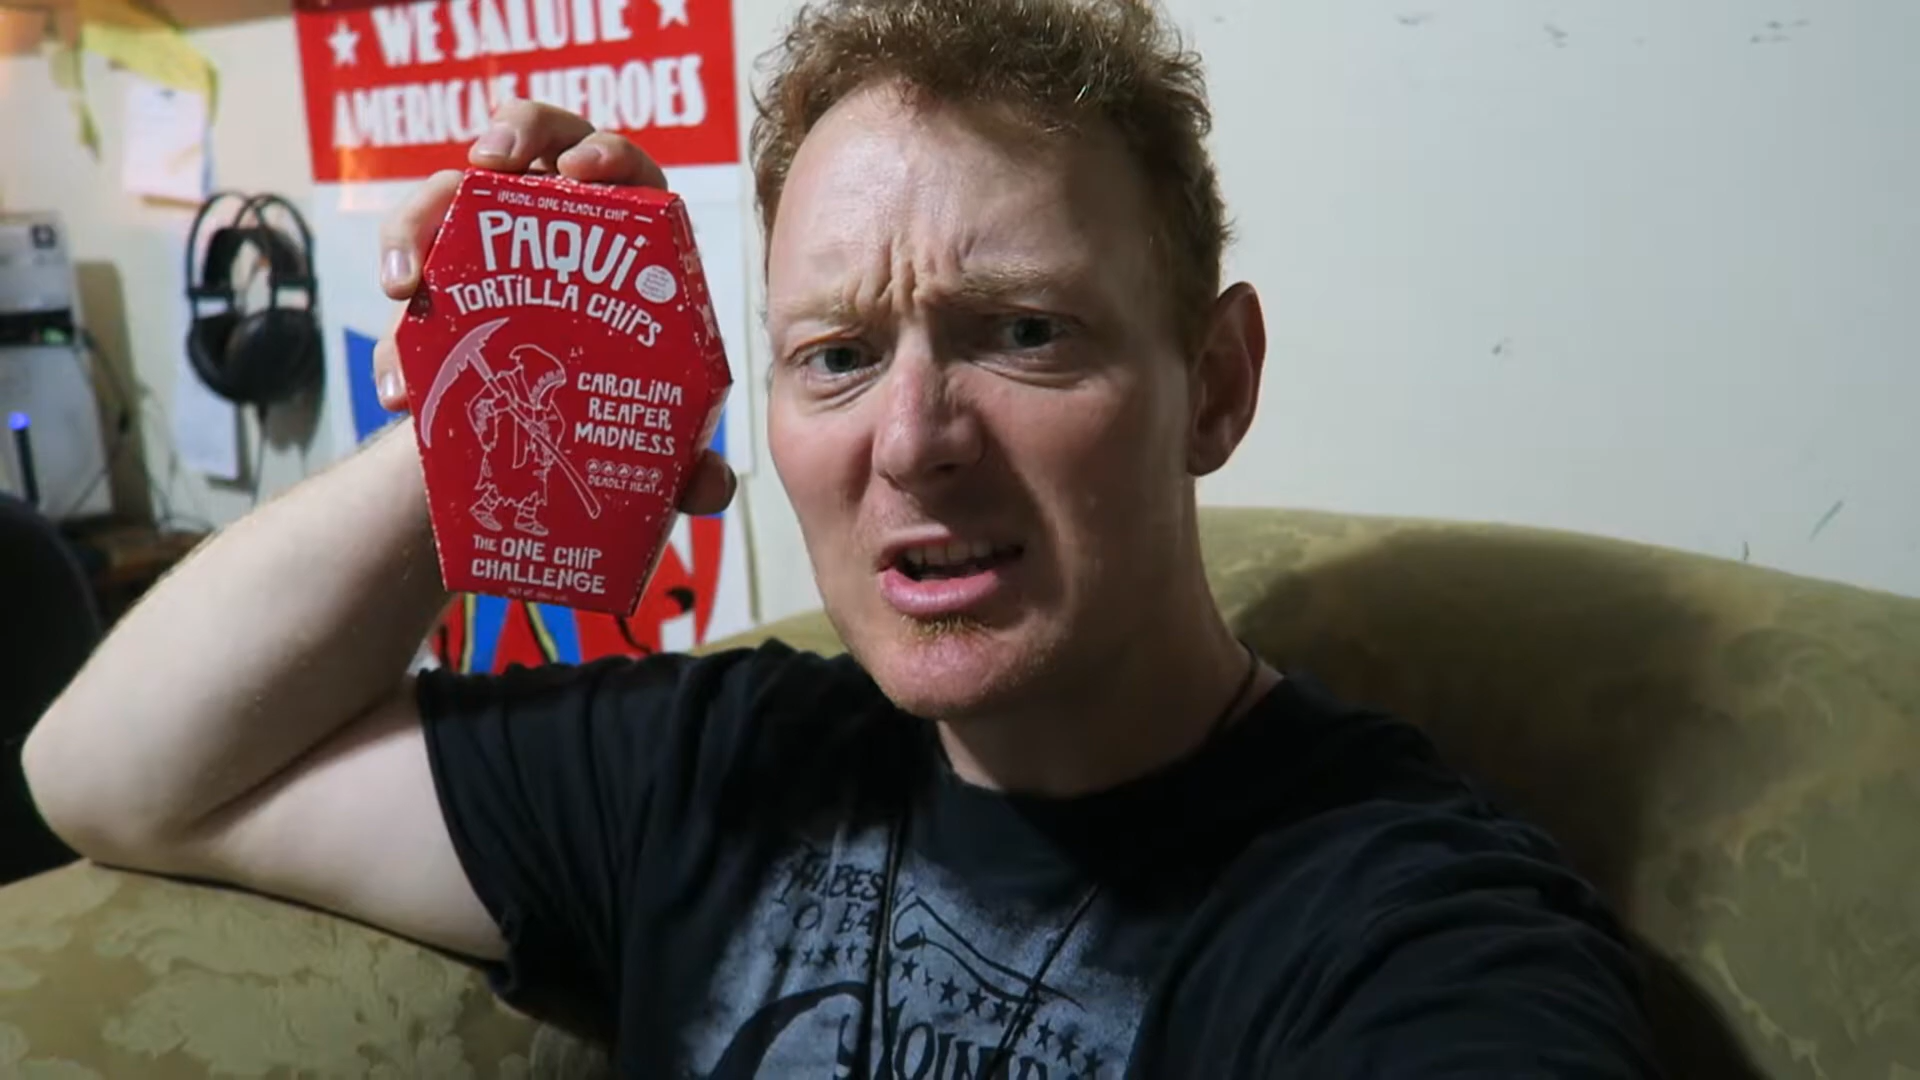 WE SALUTE
AMERICA'S HEROES
INSIDE: ONE DEADLY CHIP
PAQUI
TORTILLA CHIPS
CAROLINA
REAPER
MADNESS
DEADLY HEAT
THE ONE CHIP
CHALLENGE